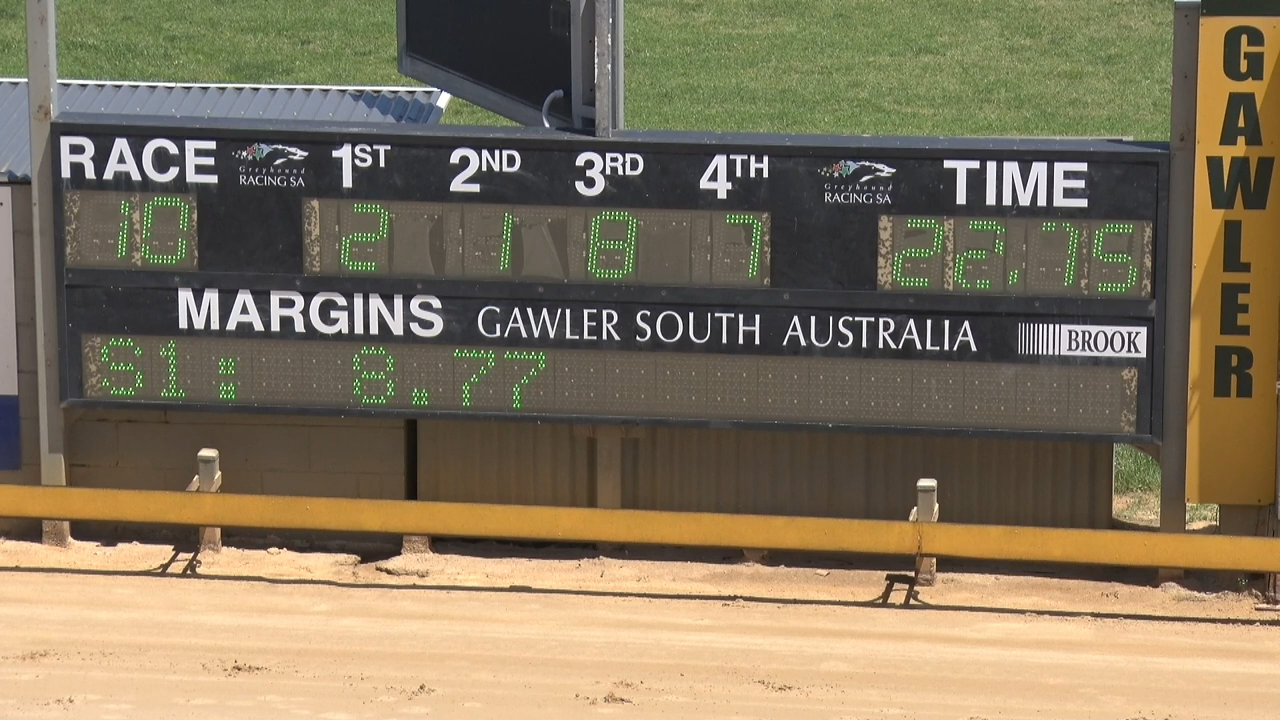 RACE Greyhound RACING SA 1ST 2ND 3RD 4TH Greyhound RACING SA TIME
10 2 1 8 7 22.75
MARGINS GAWLER SOUTH AUSTRALIA BROOK
S1: 8.77
GAWLER